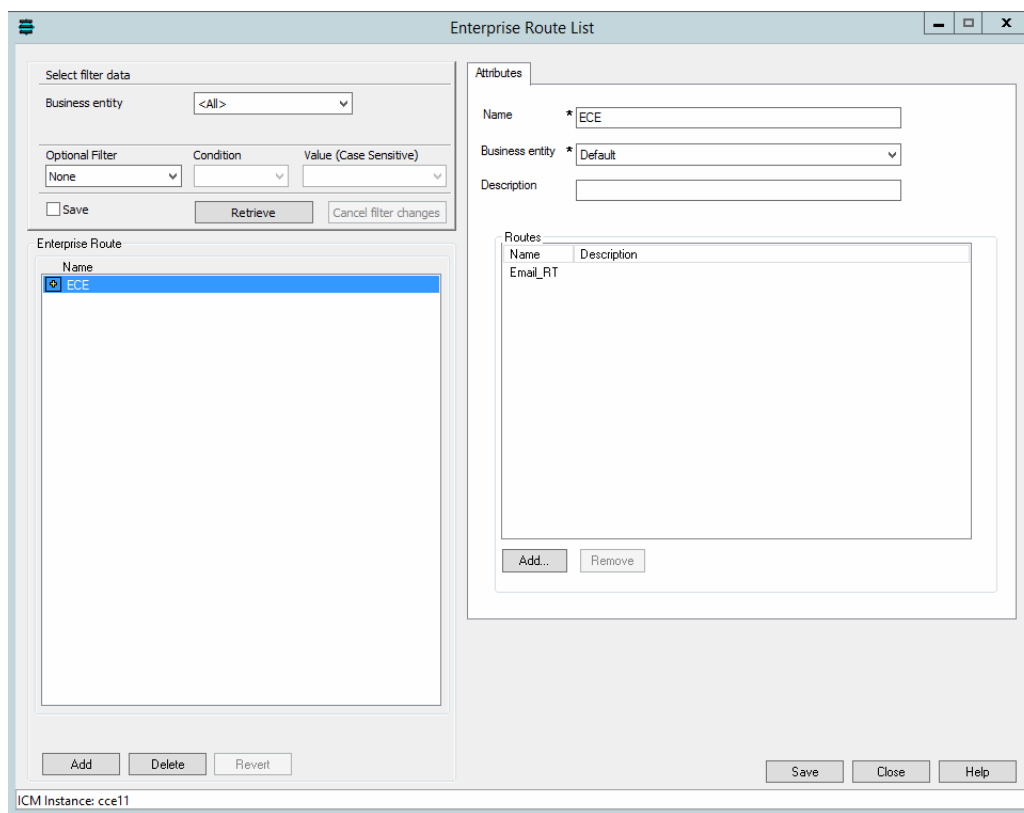 Enterprise Route List
Select filter data
Business entity <All>
Optional Filter Condition Value (Case Sensitive)
None
Save Retrieve Cancel filter changes
Enterprise Route
Name
ECE
Add Delete Revert
Attributes
Name * ECE
Business entity * Default
Description
Routes
Name Description
Email_RT
Add... Remove
Save Close Help
ICM Instance: cce11